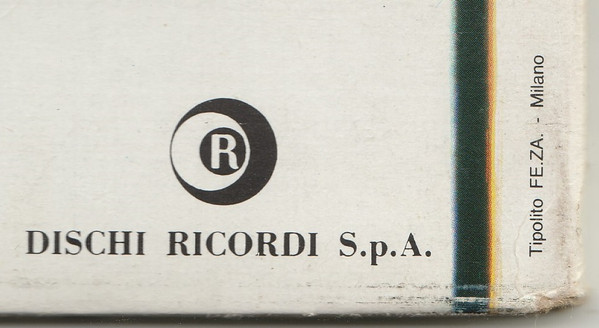 R
DISCHI RICORDI S.p.A.
Tipolito FE.ZA. - Milano